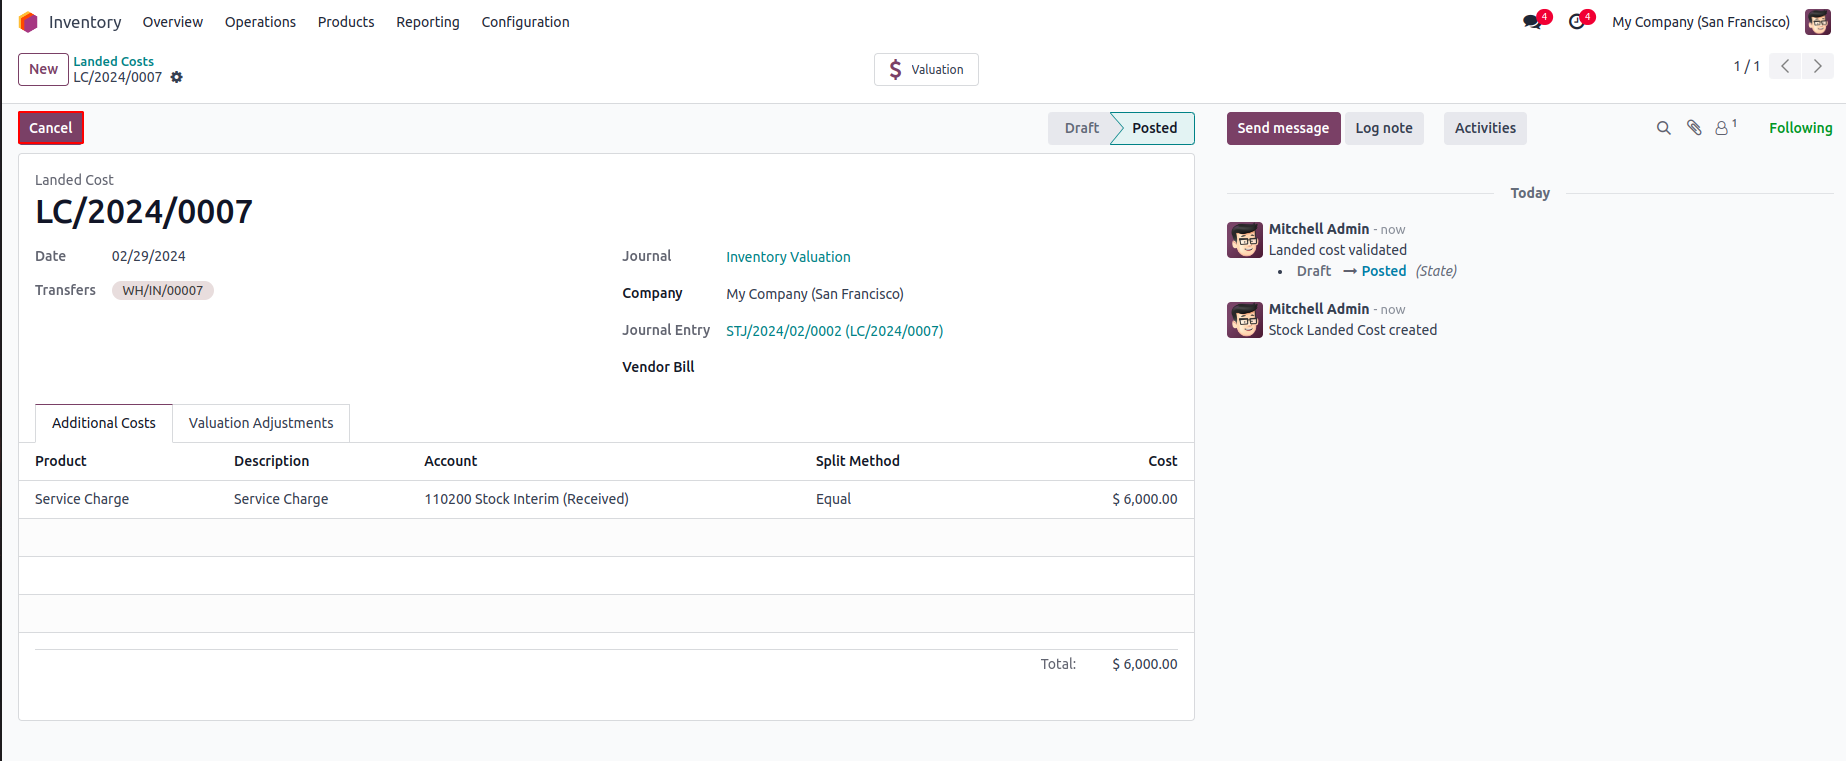 Inventory Overview Operations Products Reporting Configuration 4 4 My Company (San Francisco)
New Landed Costs
LC/2024/0007
Valuation
1 / 1
Cancel
Draft Posted
Send message Log note Activities 1 Following
Landed Cost
LC/2024/0007
Date 02/29/2024
Transfers WH/IN/00007
Journal Inventory Valuation
Company My Company (San Francisco)
Journal Entry STJ/2024/02/0002 (LC/2024/0007)
Vendor Bill
Additional Costs Valuation Adjustments
Product Description Account Split Method Cost
Service Charge Service Charge 110200 Stock Interim (Received) Equal $ 6,000.00
Total: $ 6,000.00
Today
Mitchell Admin - now
Landed cost validated
• Draft → Posted (State)
Mitchell Admin - now
Stock Landed Cost created